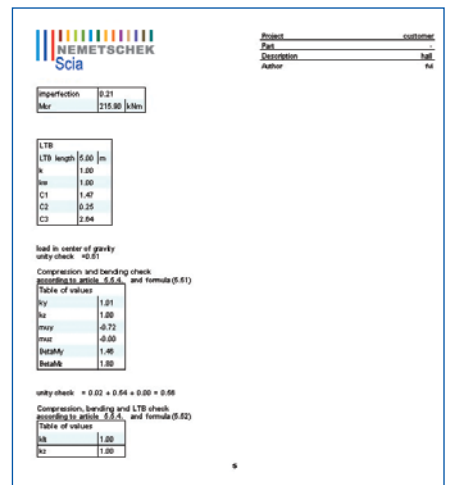 NEMETSCHEK
Scia
Project customer
Part -
Description hall
Author
imperfection 0.21
Mcr 215.90 kNm
LTB
LTB length 5.00 m
k 1.00
kw 1.00
C1 1.47
C2 0.25
C3 2.64
load in center of gravity
unity check =0.61
Compression and bending check
according to article 5.5.4. and formula(5.51)
Table of values
ky 1.01
kz 1.00
muy -0.72
muz -0.00
BetaMy 1.46
BetaMz 1.80
unity check = 0.02 + 0.54 + 0.00 = 0.56
Compression, bending and LTB check
according to article 5.5.4. and formula(5.52)
Table of values
klt 1.00
kz 1.00